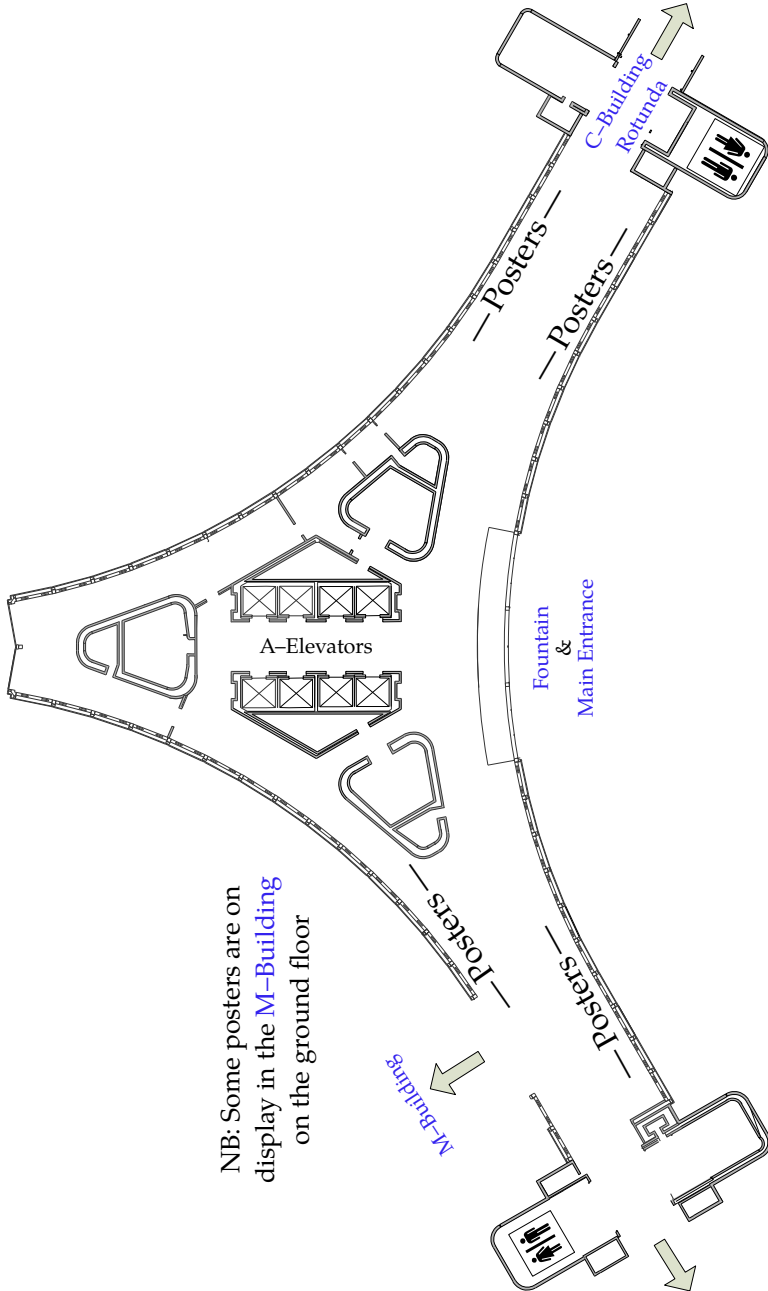 C–Building
Rotunda
— Posters —
— Posters —
A–Elevators
Fountain
&
Main Entrance
NB: Some posters are on
display in the M–Building
on the ground floor
— Posters —
— Posters —
M–Building